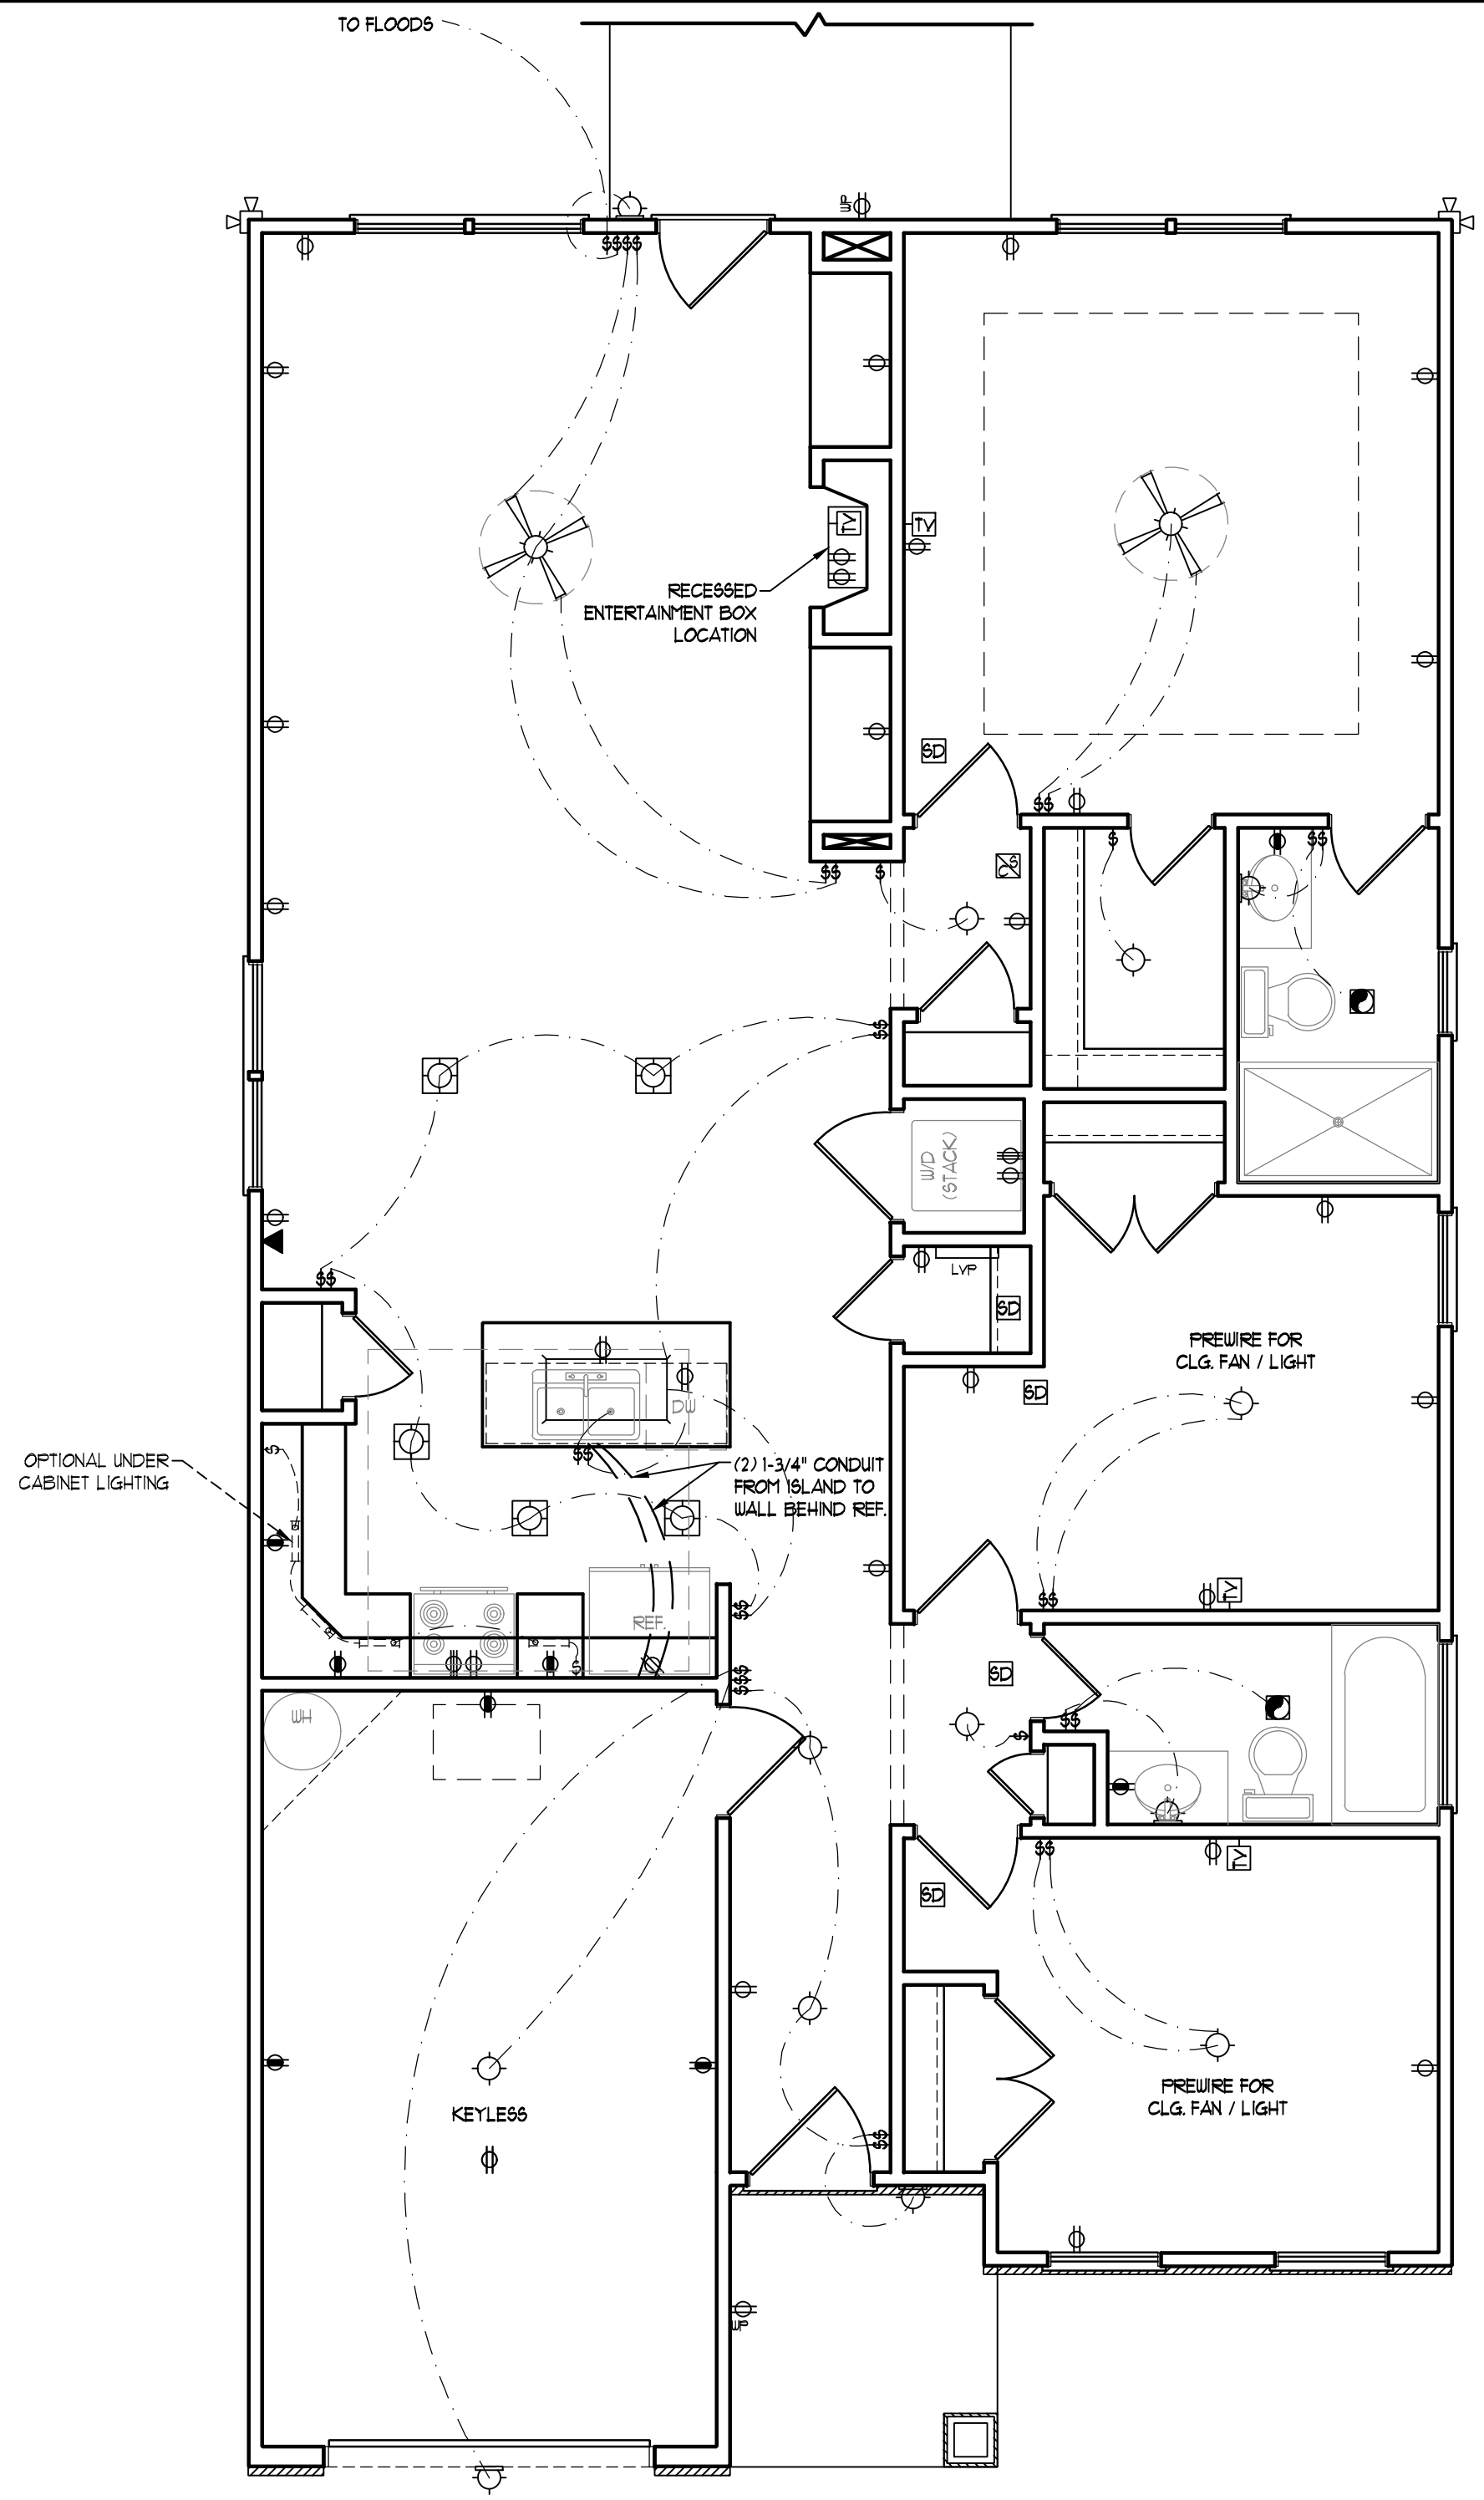 TO FLOODS
WP
$$$$
TV
TV
RECESSED
ENTERTAINMENT BOX
LOCATION
SD
$$
$
$$
$$
$
$$
W/D
(STACK)
LVP
SD
$$
PREWIRE FOR
CLG. FAN / LIGHT
SD
DW
$$
OPTIONAL UNDER
CABINET LIGHTING
$
(2) 1-3/4" CONDUIT
FROM ISLAND TO
WALL BEHIND REF.
REF.
$$
$$
TV
$
SD
$$$
WH
$$
$
$$
TV
SD
KEYLESS
PREWIRE FOR
CLG. FAN / LIGHT
$$
WP